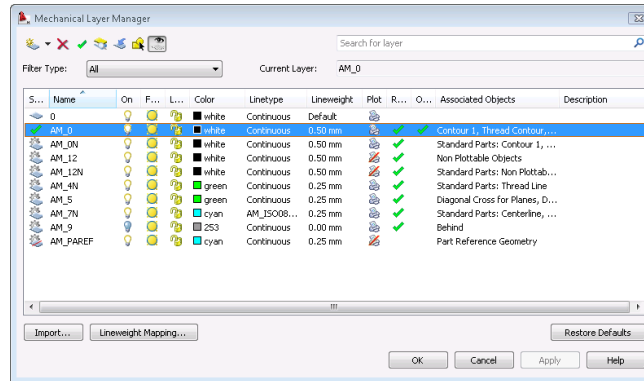 Mechanical Layer Manager
Search for layer
Filter Type: All Current Layer: AM_0
S... Name On F... L... Color Linetype Lineweight Plot R... O... Associated Objects Description
0 white Continuous Default
AM_0 white Continuous 0.50 mm Contour 1, Thread Contour,...
AM_0N white Continuous 0.50 mm Standard Parts: Contour 1, ...
AM_12 white Continuous 0.50 mm Non Plottable Objects
AM_12N white Continuous 0.50 mm Standard Parts: Non Plottab...
AM_4N green Continuous 0.25 mm Standard Parts: Thread Line
AM_5 green Continuous 0.25 mm Diagonal Cross for Planes, D...
AM_7N cyan AM_ISO08... 0.25 mm Standard Parts: Centerline, ...
AM_9 253 Continuous 0.00 mm Behind
AM_PAREF cyan Continuous 0.25 mm Part Reference Geometry
Import... Lineweight Mapping... Restore Defaults
OK Cancel Apply Help